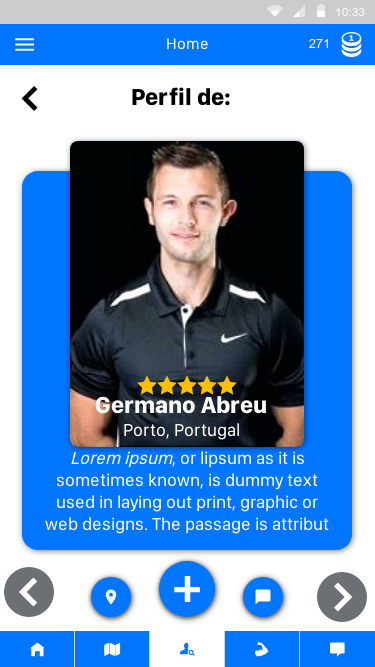 10:33
Home
271
1
Perfil de:
Germano Abreu
Porto, Portugal
Lorem ipsum, or lipsum as it is
sometimes known, is dummy text
used in laying out print, graphic or
web designs. The passage is attribut